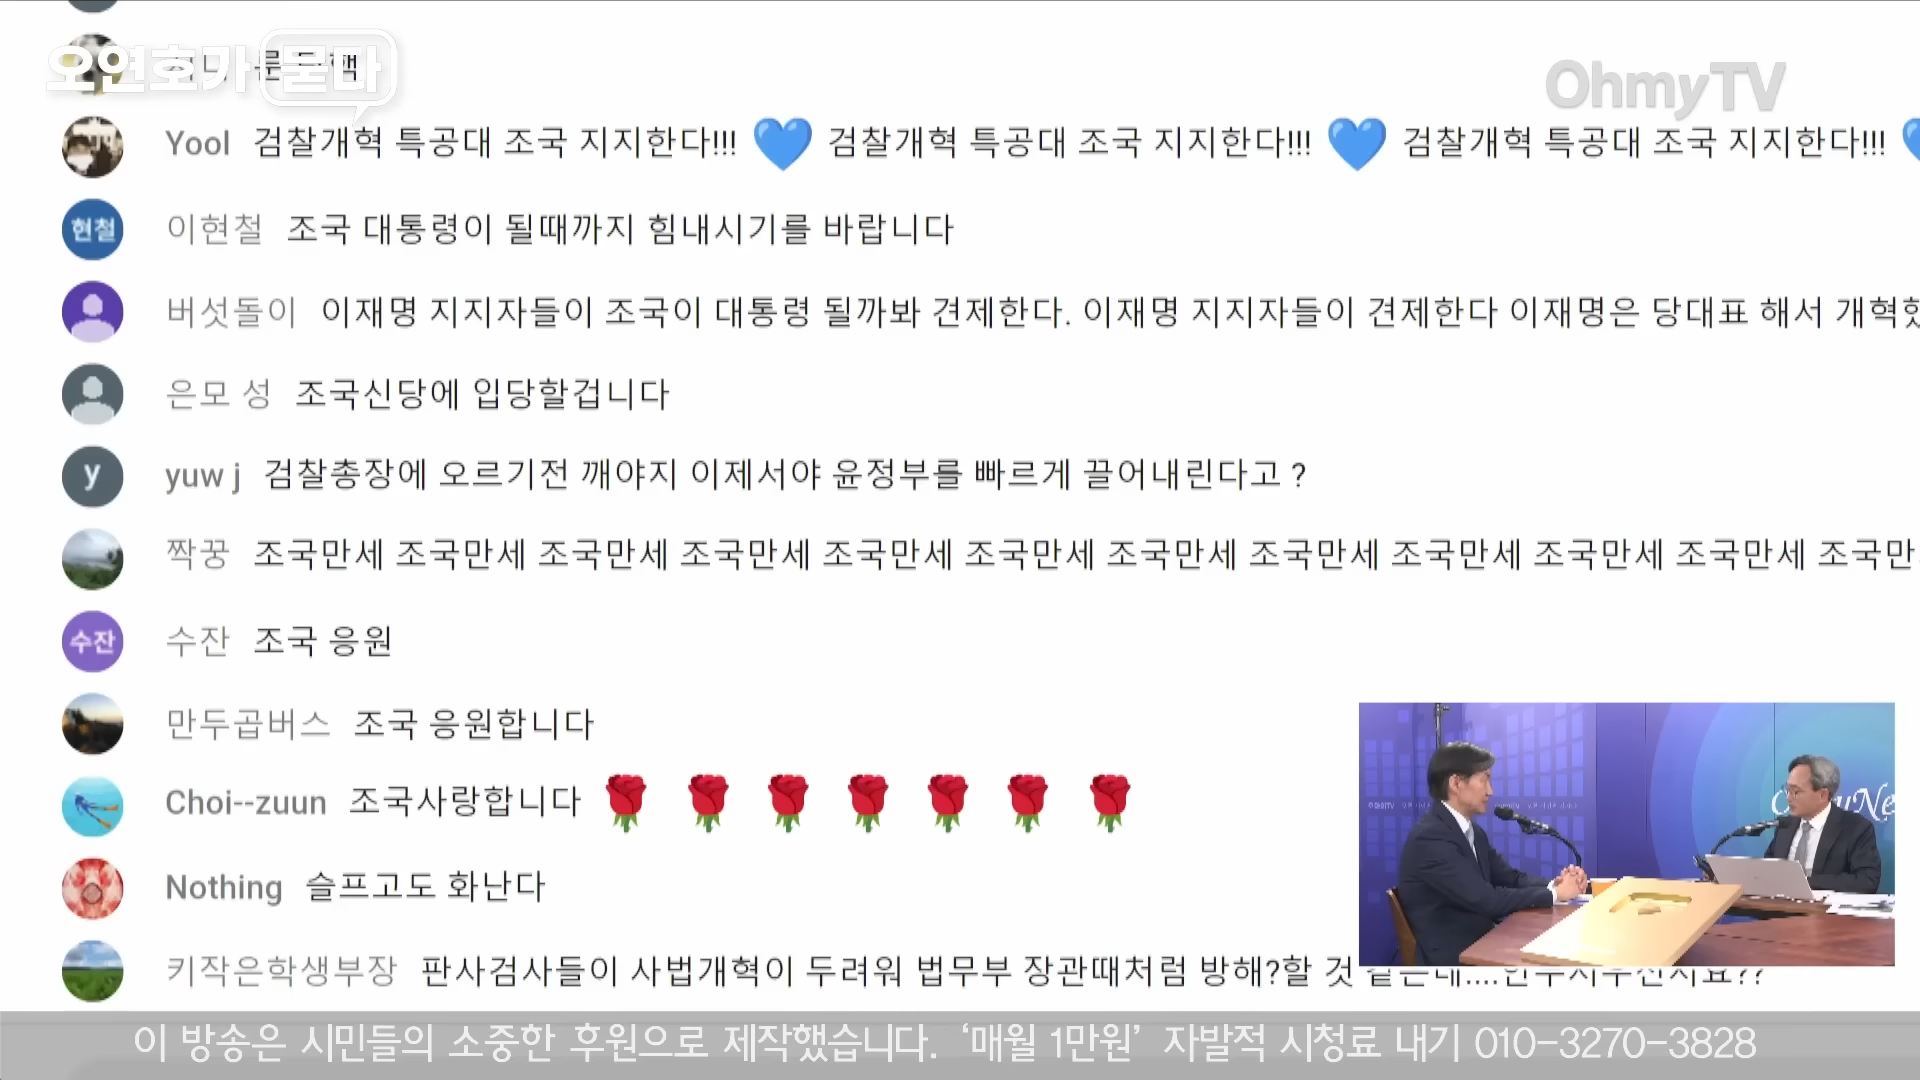 오연호가 묻다
OhmyTV
Yool 검찰개혁 특공대 조국 지지한다!!! 💙 검찰개혁 특공대 조국 지지한다!!! 💙 검찰개혁 특공대 조국 지지한다!!!
현철 이현철 조국 대통령이 될때까지 힘내시기를 바랍니다
버섯돌이 이재명 지지자들이 조국이 대통령 될까봐 견제한다. 이재명 지지자들이 견제한다 이재명은 당대표 해서
은모 성 조국신당에 입당할겁니다
y yuw j 검찰총장에 오르기전 깨야지 이제서야 윤정부를 빠르게 끌어내린다고 ?
짝꿍 조국만세 조국만세 조국만세 조국만세 조국만세 조국만세 조국만세 조국만세 조국만세 조국만세 조국만세 조국만
수잔 수잔 조국 응원
만두곱버스 조국 응원합니다
Choi--zuun 조국사랑합니다 🌹 🌹 🌹 🌹 🌹 🌹 🌹
Nothing 슬프고도 화난다
키작은학생부장 판사검사들이 사법개혁이 두려워 법무부 장관때처럼 방해?할 것
이 방송은 시민들의 소중한 후원으로 제작했습니다. ‘매월 1만원’ 자발적 시청료 내기 010-3270-3828